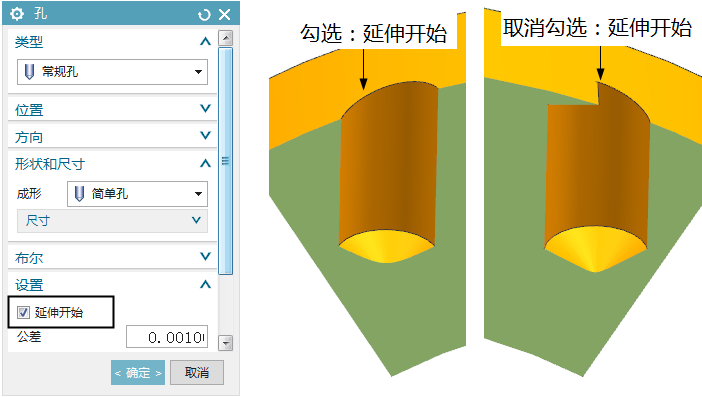 孔
类型
常规孔
位置
方向
形状和尺寸
成形 简单孔
尺寸
布尔
设置
延伸开始
公差 0.0010
< 确定 > 取消
勾选：延伸开始
取消勾选：延伸开始